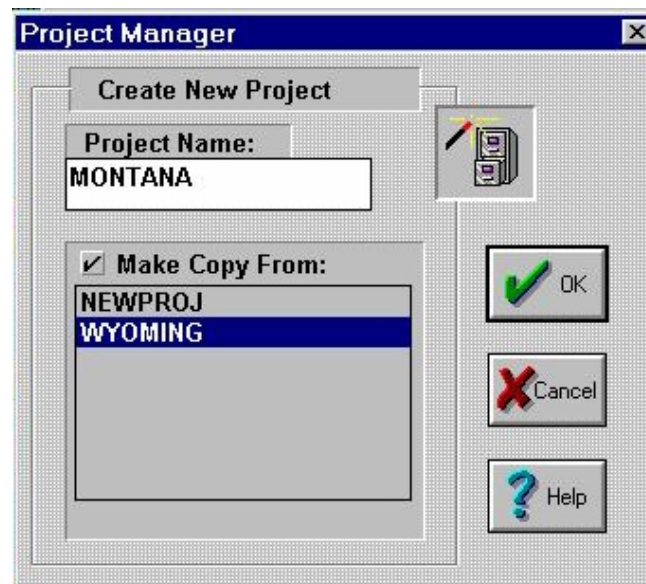 Project Manager
Create New Project
Project Name:
MONTANA
Make Copy From:
NEWPROJ
WYOMING
OK
Cancel
Help